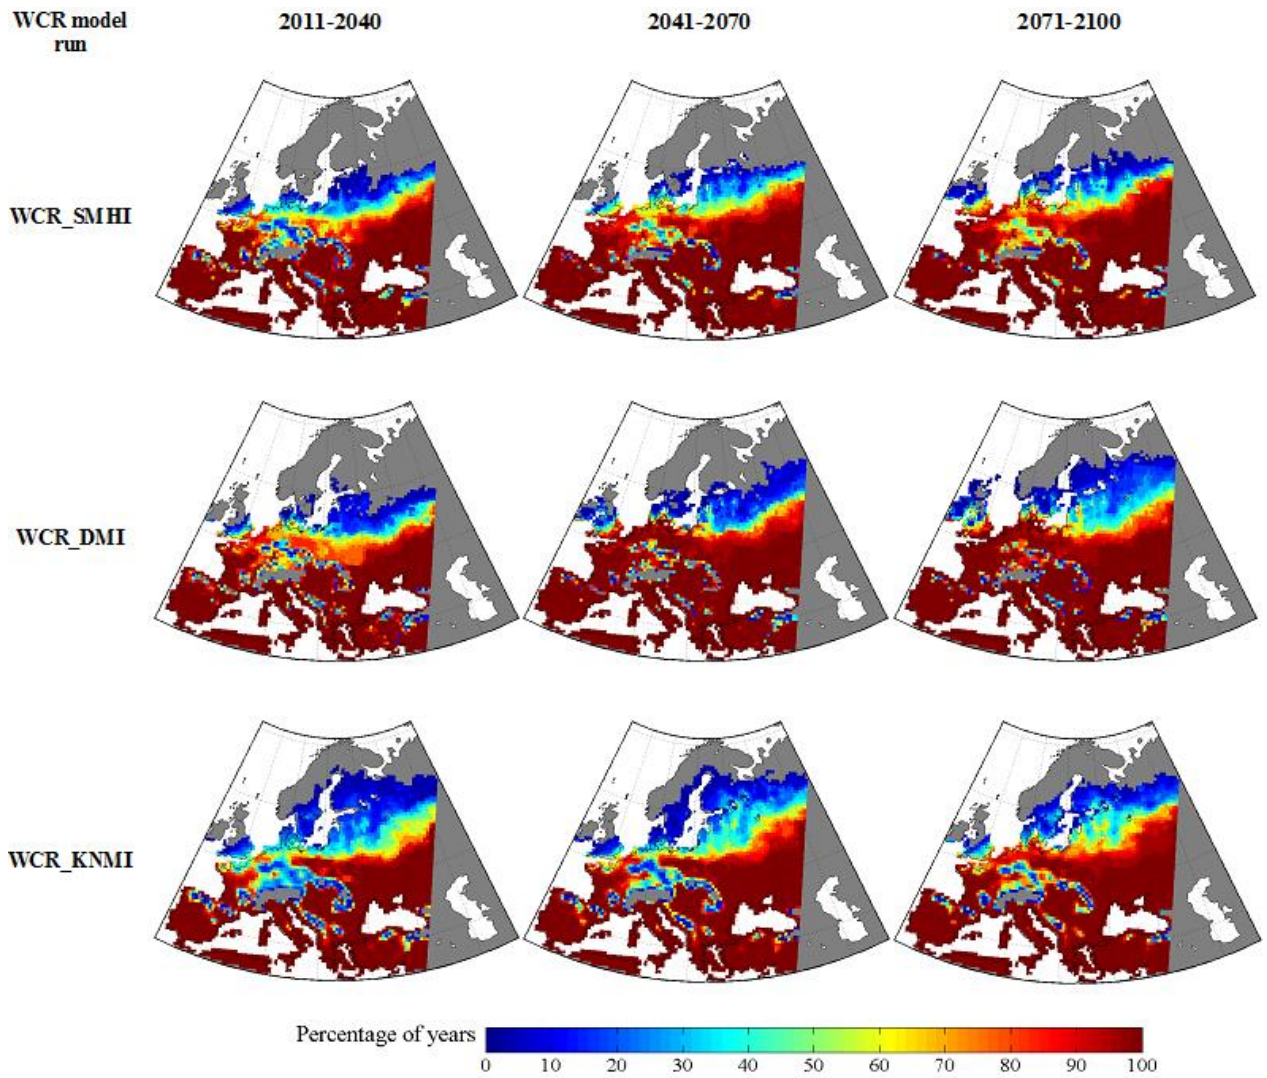 WCR model run 2011-2040 2041-2070 2071-2100
WCR_SMHI
WCR_DMI
WCR_KNMI
Percentage of years
0 10 20 30 40 50 60 70 80 90 100